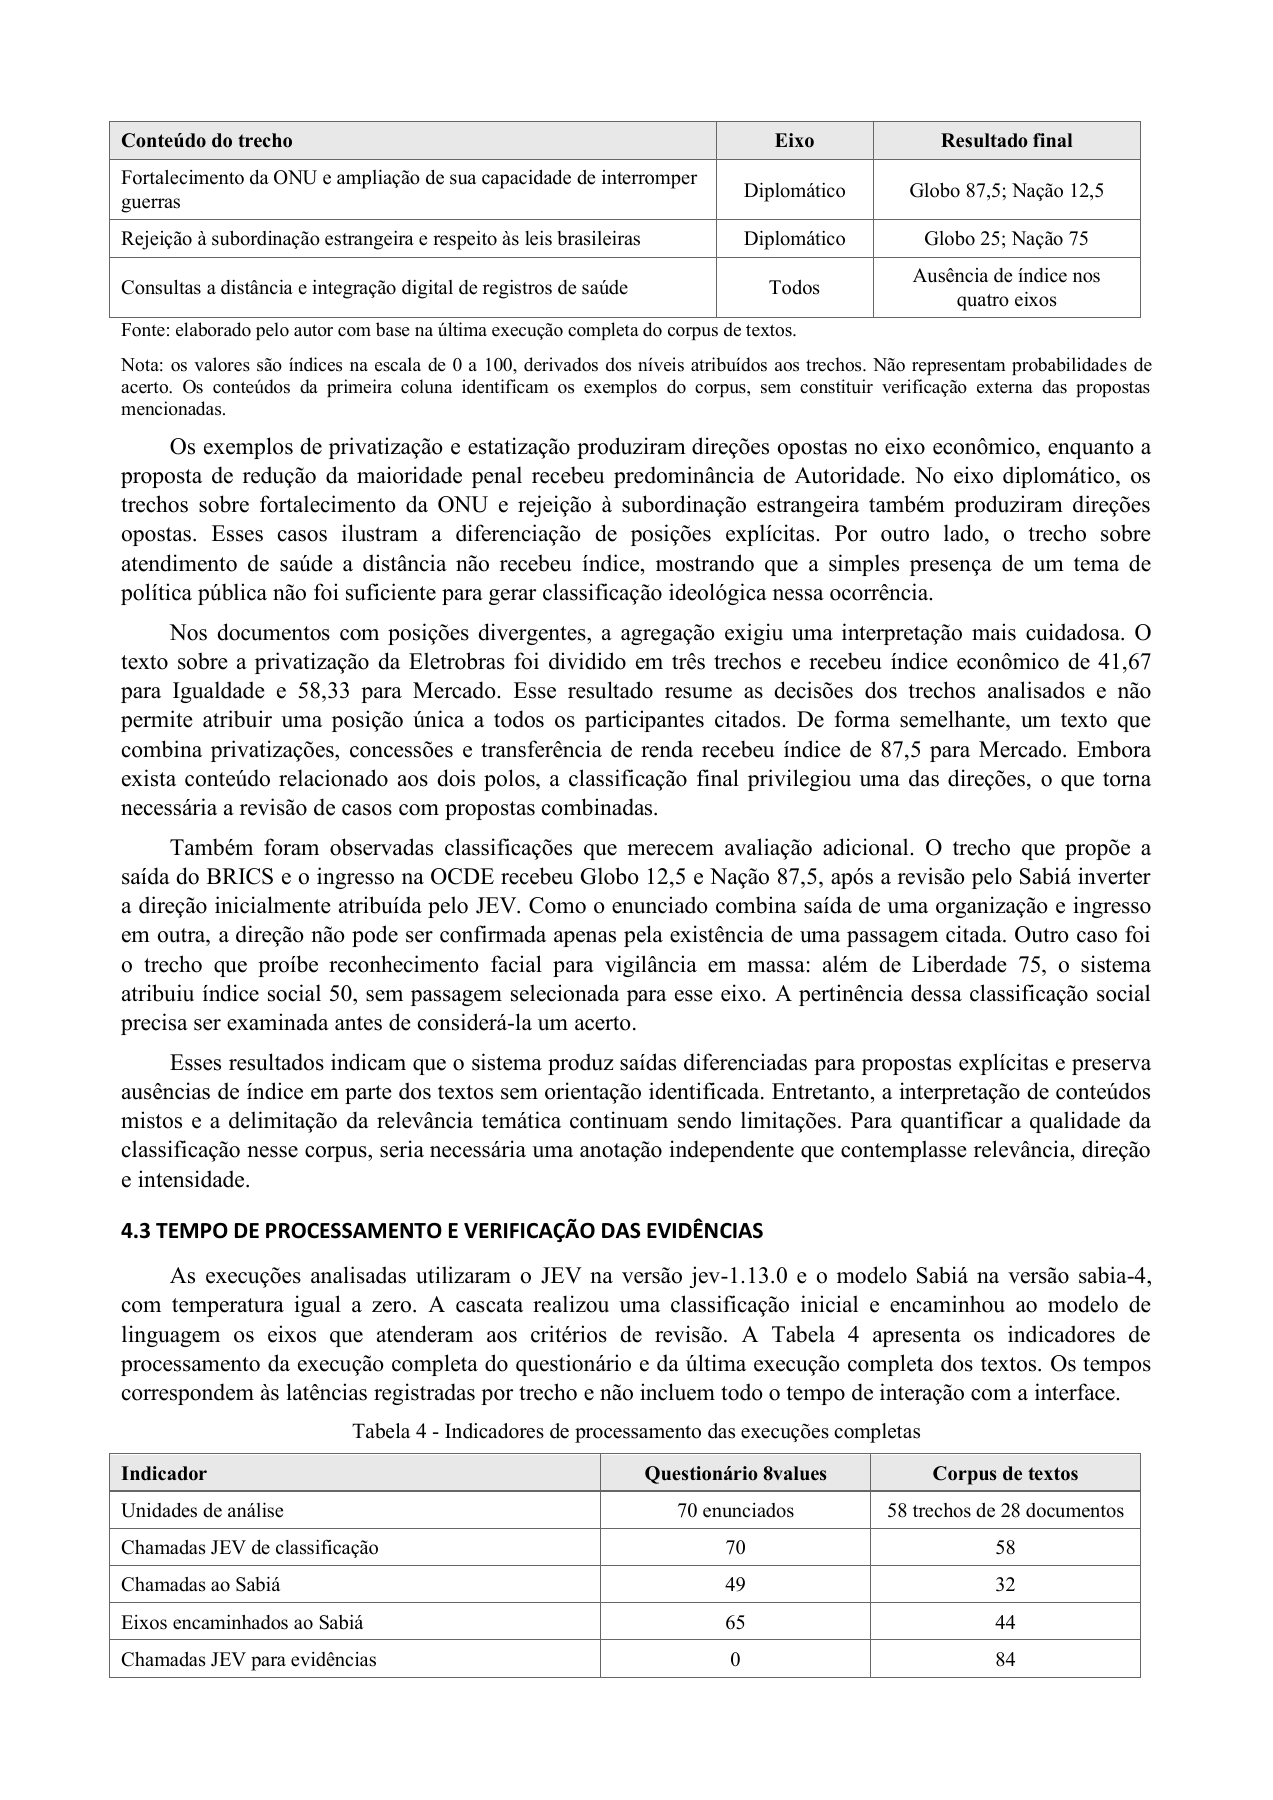 Conteúdo do trecho Eixo Resultado final
Fortalecimento da ONU e ampliação de sua capacidade de interromper
guerras
Diplomático Globo 87,5; Nação 12,5
Rejeição à subordinação estrangeira e respeito às leis brasileiras Diplomático Globo 25; Nação 75
Consultas a distância e integração digital de registros de saúde Todos Ausência de índice nos
quatro eixos
Fonte: elaborado pelo autor com base na última execução completa do corpus de textos.
Nota: os valores são índices na escala de 0 a 100, derivados dos níveis atribuídos aos trechos. Não representam probabilidades de
acerto. Os conteúdos da primeira coluna identificam os exemplos do corpus, sem constituir verificação externa das propostas
mencionadas.
Os exemplos de privatização e estatização produziram direções opostas no eixo econômico, enquanto a
proposta de redução da maioridade penal recebeu predominância de Autoridade. No eixo diplomático, os
trechos sobre fortalecimento da ONU e rejeição à subordinação estrangeira também produziram direções
opostas. Esses casos ilustram a diferenciação de posições explícitas. Por outro lado, o trecho sobre
atendimento de saúde a distância não recebeu índice, mostrando que a simples presença de um tema de
política pública não foi suficiente para gerar classificação ideológica nessa ocorrência.
Nos documentos com posições divergentes, a agregação exigiu uma interpretação mais cuidadosa. O
texto sobre a privatização da Eletrobras foi dividido em três trechos e recebeu índice econômico de 41,67
para Igualdade e 58,33 para Mercado. Esse resultado resume as decisões dos trechos analisados e não
permite atribuir uma posição única a todos os participantes citados. De forma semelhante, um texto que
combina privatizações, concessões e transferência de renda recebeu índice de 87,5 para Mercado. Embora
exista conteúdo relacionado aos dois polos, a classificação final privilegiou uma das direções, o que torna
necessária a revisão de casos com propostas combinadas.
Também foram observadas classificações que merecem avaliação adicional. O trecho que propõe a
saída do BRICS e o ingresso na OCDE recebeu Globo 12,5 e Nação 87,5, após a revisão pelo Sabiá inverter
a direção inicialmente atribuída pelo JEV. Como o enunciado combina saída de uma organização e ingresso
em outra, a direção não pode ser confirmada apenas pela existência de uma passagem citada. Outro caso foi
o trecho que proíbe reconhecimento facial para vigilância em massa: além de Liberdade 75, o sistema
atribuiu índice social 50, sem passagem selecionada para esse eixo. A pertinência dessa classificação social
precisa ser examinada antes de considerá-la um acerto.
Esses resultados indicam que o sistema produz saídas diferenciadas para propostas explícitas e preserva
ausências de índice em parte dos textos sem orientação identificada. Entretanto, a interpretação de conteúdos
mistos e a delimitação da relevância temática continuam sendo limitações. Para quantificar a qualidade da
classificação nesse corpus, seria necessária uma anotação independente que contemplasse relevância, direção
e intensidade.
4.3 TEMPO DE PROCESSAMENTO E VERIFICAÇÃO DAS EVIDÊNCIAS
As execuções analisadas utilizaram o JEV na versão jev-1.13.0 e o modelo Sabiá na versão sabia-4,
com temperatura igual a zero. A cascata realizou uma classificação inicial e encaminhou ao modelo de
linguagem os eixos que atenderam aos critérios de revisão. A Tabela 4 apresenta os indicadores de
processamento da execução completa do questionário e da última execução completa dos textos. Os tempos
correspondem às latências registradas por trecho e não incluem todo o tempo de interação com a interface.
Tabela 4 - Indicadores de processamento das execuções completas
Indicador Questionário 8values Corpus de textos
Unidades de análise 70 enunciados 58 trechos de 28 documentos
Chamadas JEV de classificação 70 58
Chamadas ao Sabiá 49 32
Eixos encaminhados ao Sabiá 65 44
Chamadas JEV para evidências 0 84